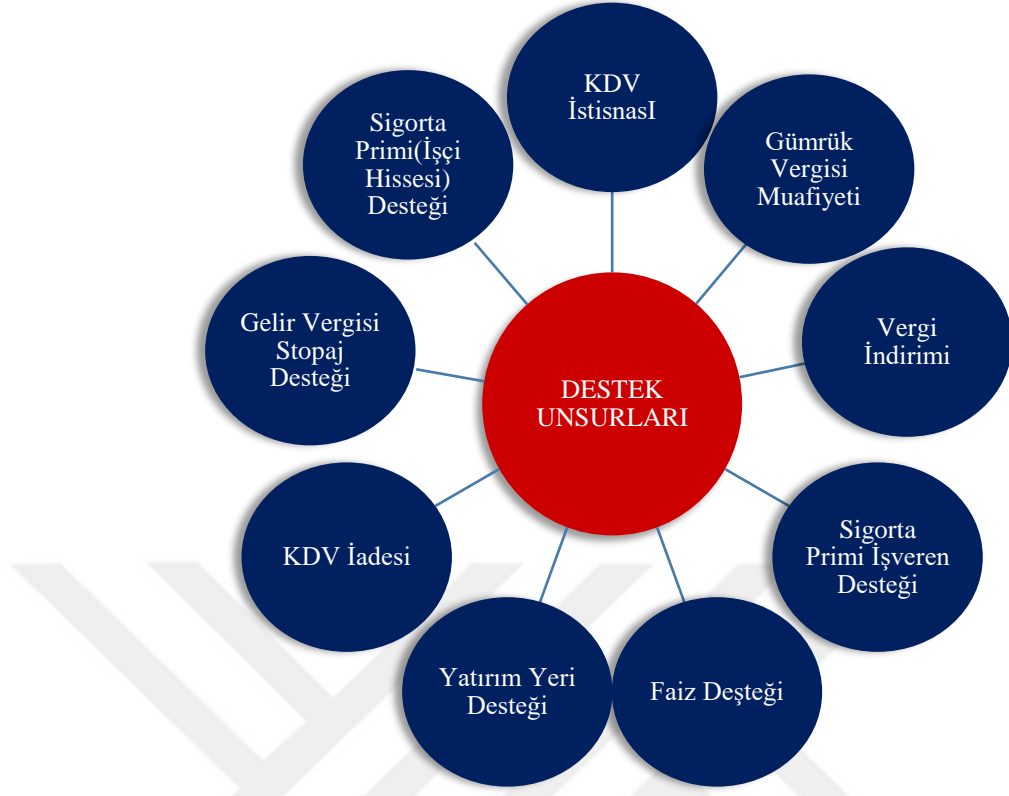 KDV
İstisnasI
Gümrük
Vergisi
Muafiyeti
Vergi
İndirimi
Sigorta
Primi İşveren
Desteği
Faiz Deşteği
Yatırım Yeri
Desteği
KDV İadesi
Gelir Vergisi
Stopaj
Desteği
Sigorta
Primi(İşçi
Hissesi)
Desteği
DESTEK
UNSURLARI